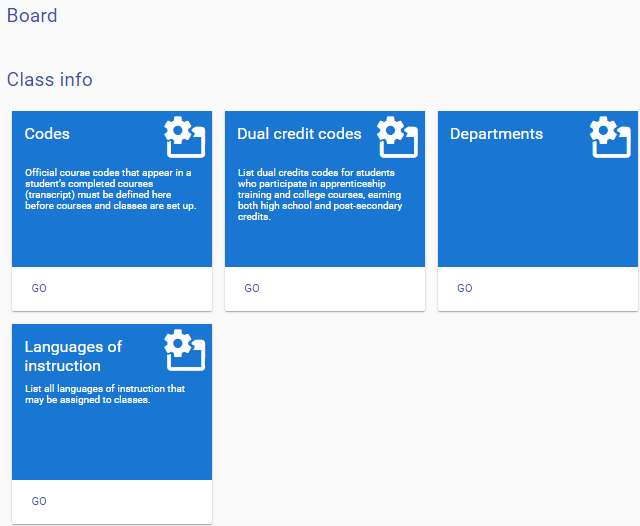 Board
Class info
Codes
Official course codes that appear in a
student's completed courses
(transcript) must be defined here
before courses and classes are set up.
GO
Dual credit codes
List dual credits codes for students
who participate in apprenticeship
training and college courses, earning
both high school and post-secondary
credits.
GO
Departments
GO
Languages of
instruction
List all languages of instruction that
may be assigned to classes.
GO